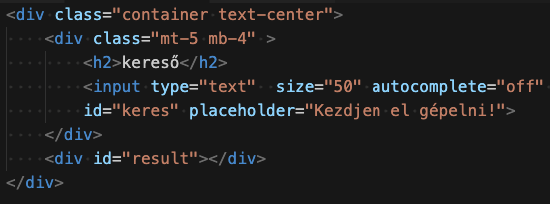 <div class="container text-center">
    <div class="mt-5 mb-4" >
        <h2>kereső</h2>
        <input type="text"  size="50" autocomplete="off"
        id="keres" placeholder="Kezdjen el gépelni!">
    </div>
    <div id="result"></div>
</div>